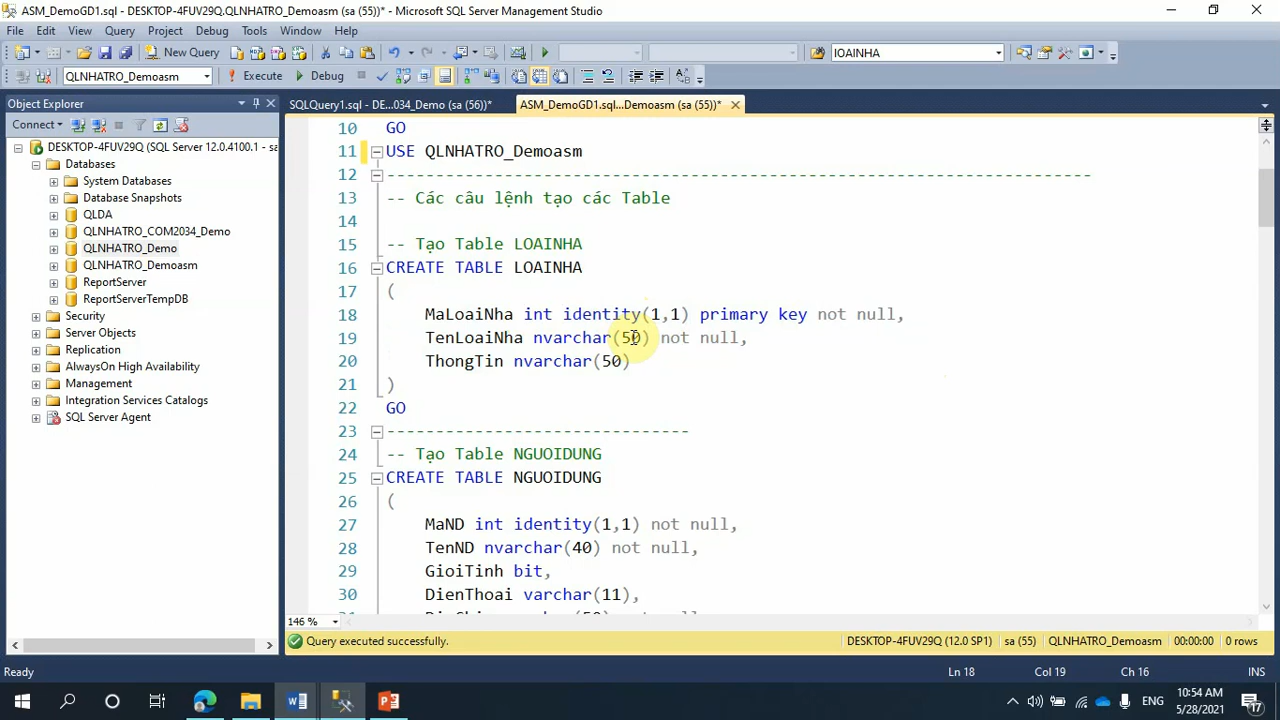 ASM_DemoGD1.sql - DESKTOP-4FUV29Q.QLNHATRO_Demoasm (sa (55))* - Microsoft SQL Server Management Studio
File Edit View Query Project Debug Tools Window Help
New Query IOAINHA
QLNHATRO_Demoasm Execute Debug
Object Explorer
SQLQuery1.sql - DE...034_Demo (sa (56))* ASM_DemoGD1.sql...Demoasm (sa (55))*
Connect
DESKTOP-4FUV29Q (SQL Server 12.0.4100.1 - sa
Databases
System Databases
Database Snapshots
QLDA
QLNHATRO_COM2034_Demo
QLNHATRO_Demo
QLNHATRO_Demoasm
ReportServer
ReportServerTempDB
Security
Server Objects
Replication
AlwaysOn High Availability
Management
Integration Services Catalogs
SQL Server Agent
10 GO
11 USE QLNHATRO_Demoasm
12 ------------------------------------------------------------------------
13 -- Các câu lệnh tạo các Table
14
15 -- Tạo Table LOAINHA
16 CREATE TABLE LOAINHA
17 (
18 MaLoaiNha int identity(1,1) primary key not null,
19 TenLoaiNha nvarchar(50) not null,
20 ThongTin nvarchar(50)
21 )
22 GO
23 -------------------------------
24 -- Tạo Table NGUOIDUNG
25 CREATE TABLE NGUOIDUNG
26 (
27 MaND int identity(1,1) not null,
28 TenND nvarchar(40) not null,
29 GioiTinh bit,
30 DienThoai varchar(11),
146 %
Query executed successfully. DESKTOP-4FUV29Q (12.0 SP1) sa (55) QLNHATRO_Demoasm 00:00:00 0 rows
Ready Ln 18 Col 19 Ch 16 INS
ENG 10:54 AM
5/28/2021 17